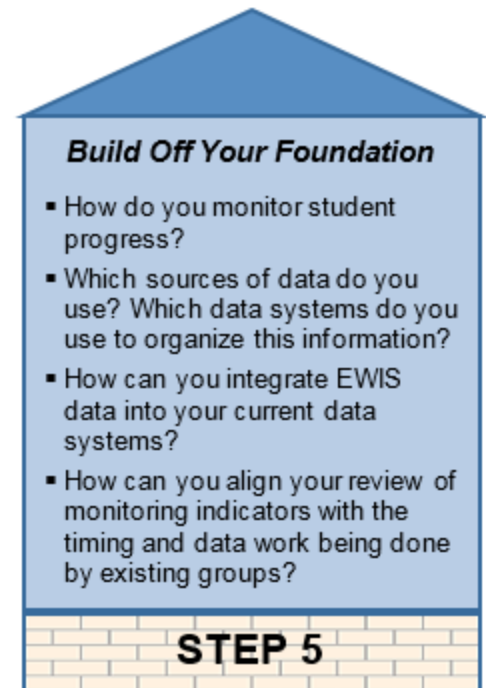 Build Off Your Foundation
▪ How do you monitor student
progress?
▪ Which sources of data do you
use? Which data systems do you
use to organize this information?
▪ How can you integrate EWIS
data into your current data
systems?
▪ How can you align your review of
monitoring indicators with the
timing and data work being done
by existing groups?
STEP 5